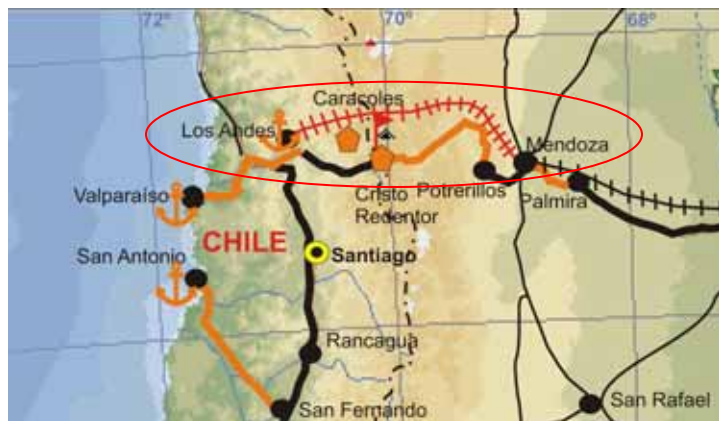 72°
70
68°
Caracoles
Los Andes
Mendoza
Valparaíso
Cristo
Redentor
Potrerillos
Palmira
CHILE
San Antonio
Santiago
Rancagua
San Rafael
San Fernando